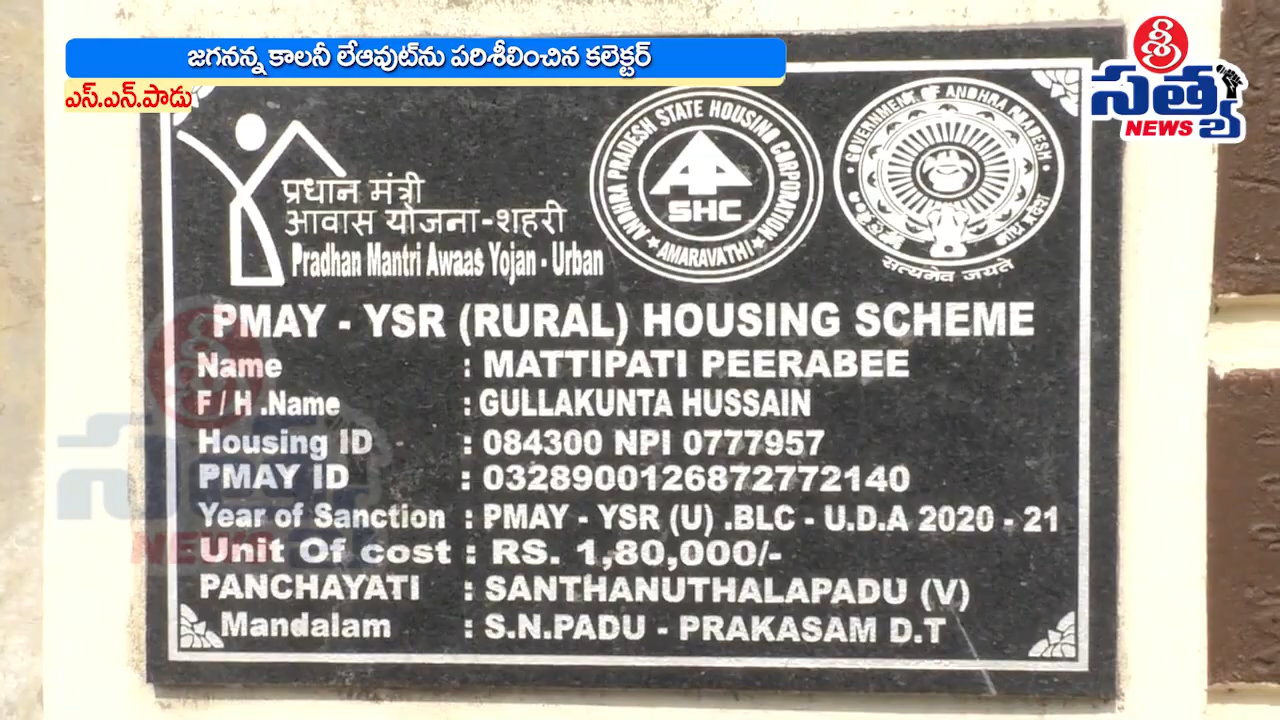 జగనన్న కాలనీ లేఆవుట్‌ను పరిశీలించిన కలెక్టర్
ఎస్.ఎన్.పాడు
శ్రీ
సత్య
NEWS
प्रधान मंत्री
आवास योजना-शहरी
Pradhan Mantri Awaas Yojan - Urban
ANDHRA PRADESH STATE HOUSING CORPORATION
AP
SHC
★ AMARAVATHI ★
GOVERNMENT OF ANDHRA PRADESH
सत्यमेव जयते
PMAY - YSR (RURAL) HOUSING SCHEME
Name : MATTIPATI PEERABEE
F / H .Name : GULLAKUNTA HUSSAIN
Housing ID : 084300 NPI 0777957
PMAY ID : 0328900126872772140
Year of Sanction : PMAY - YSR (U) .BLC - U.D.A 2020 - 21
Unit Of cost : RS. 1,80,000/-
PANCHAYATI : SANTHANUTHALAPADU (V)
Mandalam : S.N.PADU - PRAKASAM D.T